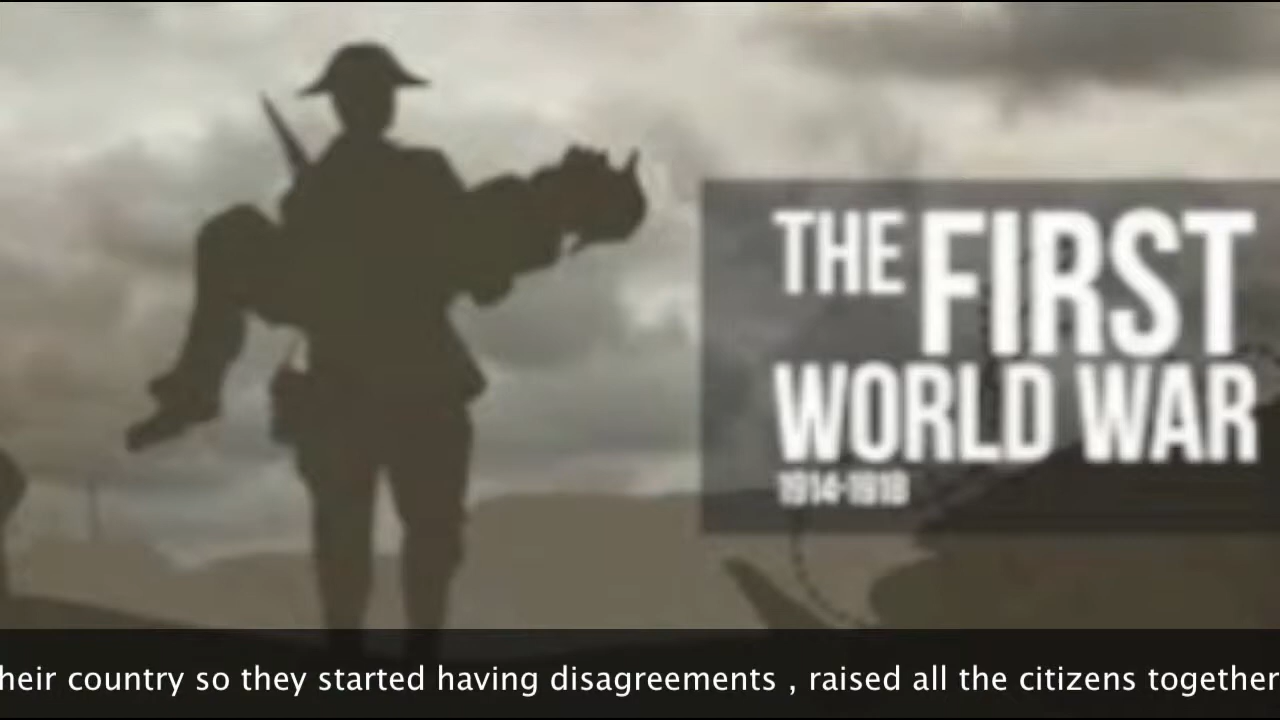 THE FIRST
WORLD WAR
1914-1918
heir country so they started having disagreements , raised all the citizens together